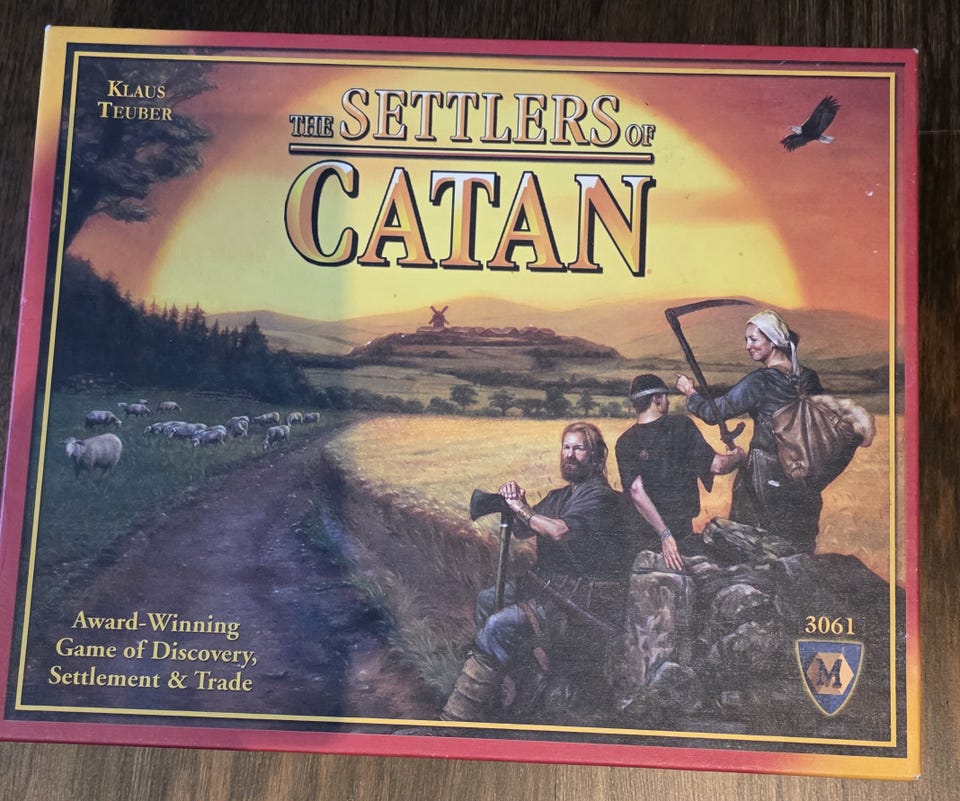 KLAUS
TEUBER
THE SETTLERS OF
CATAN
Award-Winning
Game of Discovery,
Settlement & Trade
3061
M